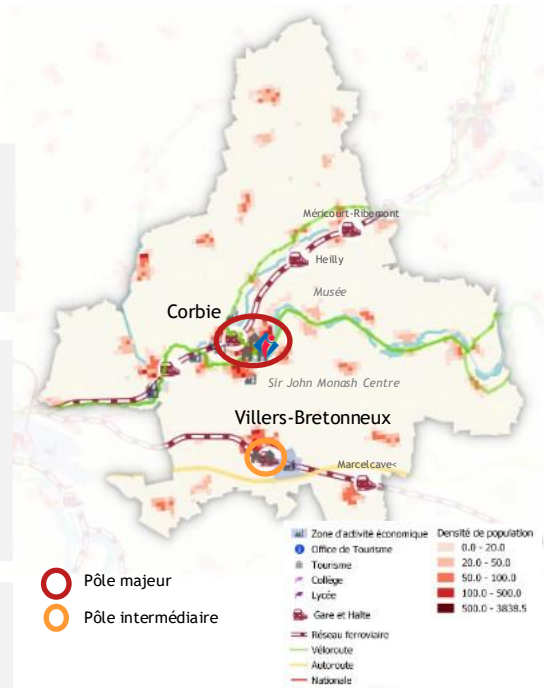 Méricourt-Ribemont
Heilly
Musée
Corbie
Sir John Monash Centre
Villers-Bretonneux
Marcelcave<
Pôle majeur
Pôle intermédiaire
Zone d'activité économique
Office de Tourisme
Tourisme
Collège
Lycée
Gare et Halte
Réseau ferroviaire
Véloroute
Autoroute
Nationale
Densité de population
0.0 - 20.0
20.0 - 50.0
50.0 - 100.0
100.0 - 500.0
500.0 - 3838.5